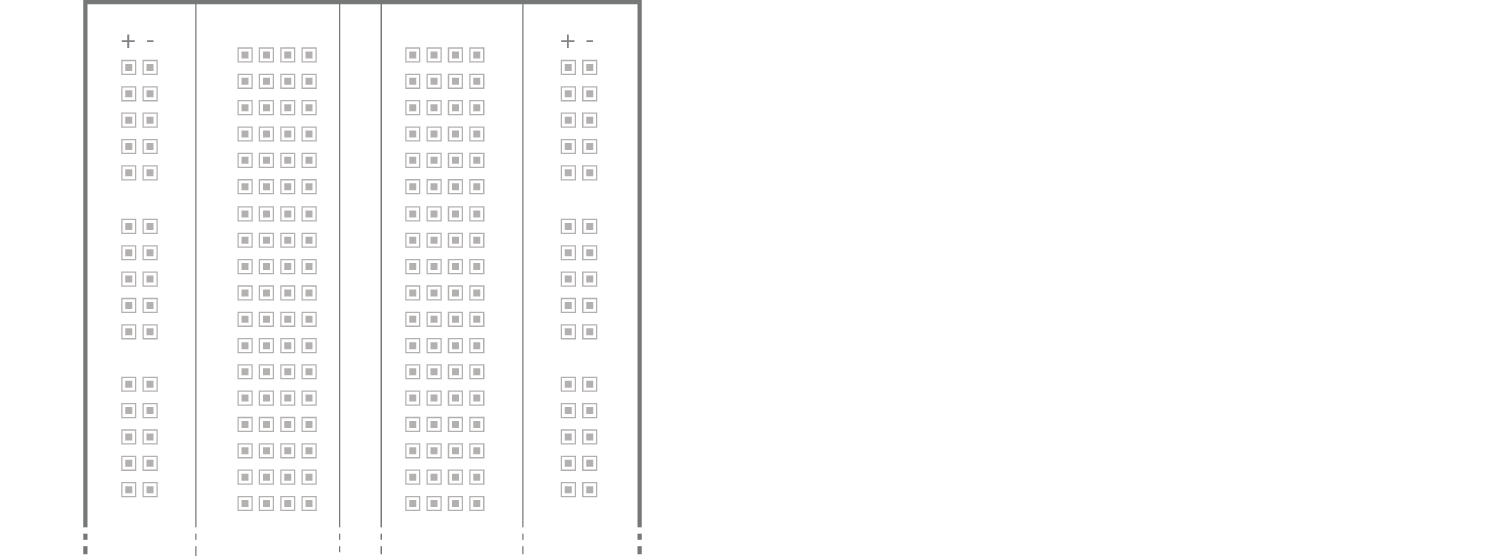 + - + -